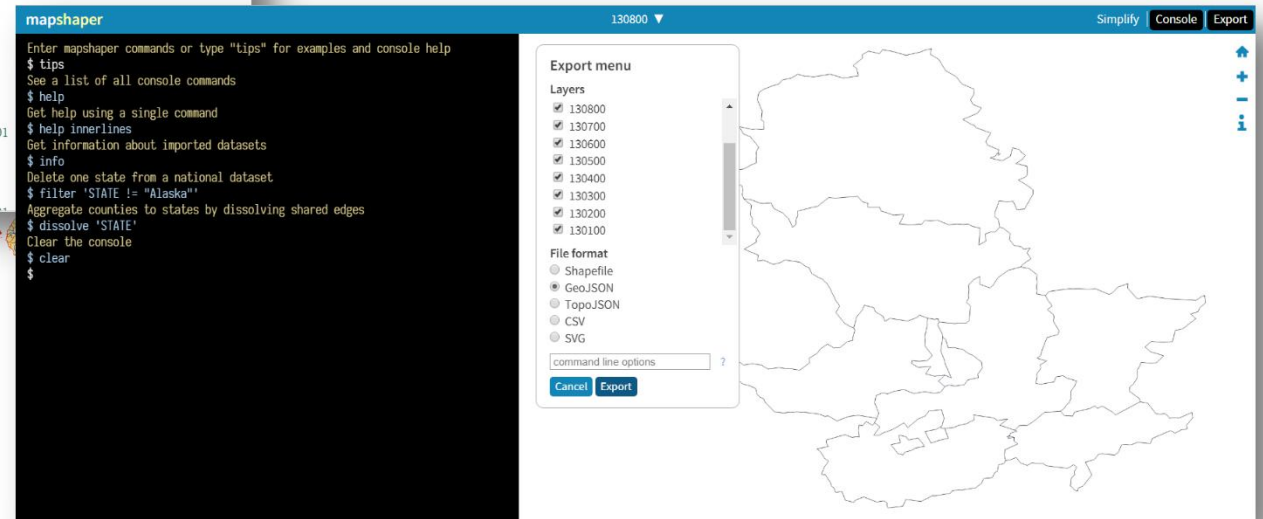 mapshaper
130800 ▼
Simplify Console Export
Enter mapshaper commands or type "tips" for examples and console help
$ tips
See a list of all console commands
$ help
Get help using a single command
$ help innerlines
Get information about imported datasets
$ info
Delete one state from a national dataset
$ filter 'STATE != "Alaska"'
Aggregate counties to states by dissolving shared edges
$ dissolve 'STATE'
Clear the console
$ clear
$
Export menu
Layers
130800
130700
130600
130500
130400
130300
130200
130100
File format
Shapefile
GeoJSON
TopoJSON
CSV
SVG
command line options ?
Cancel Export